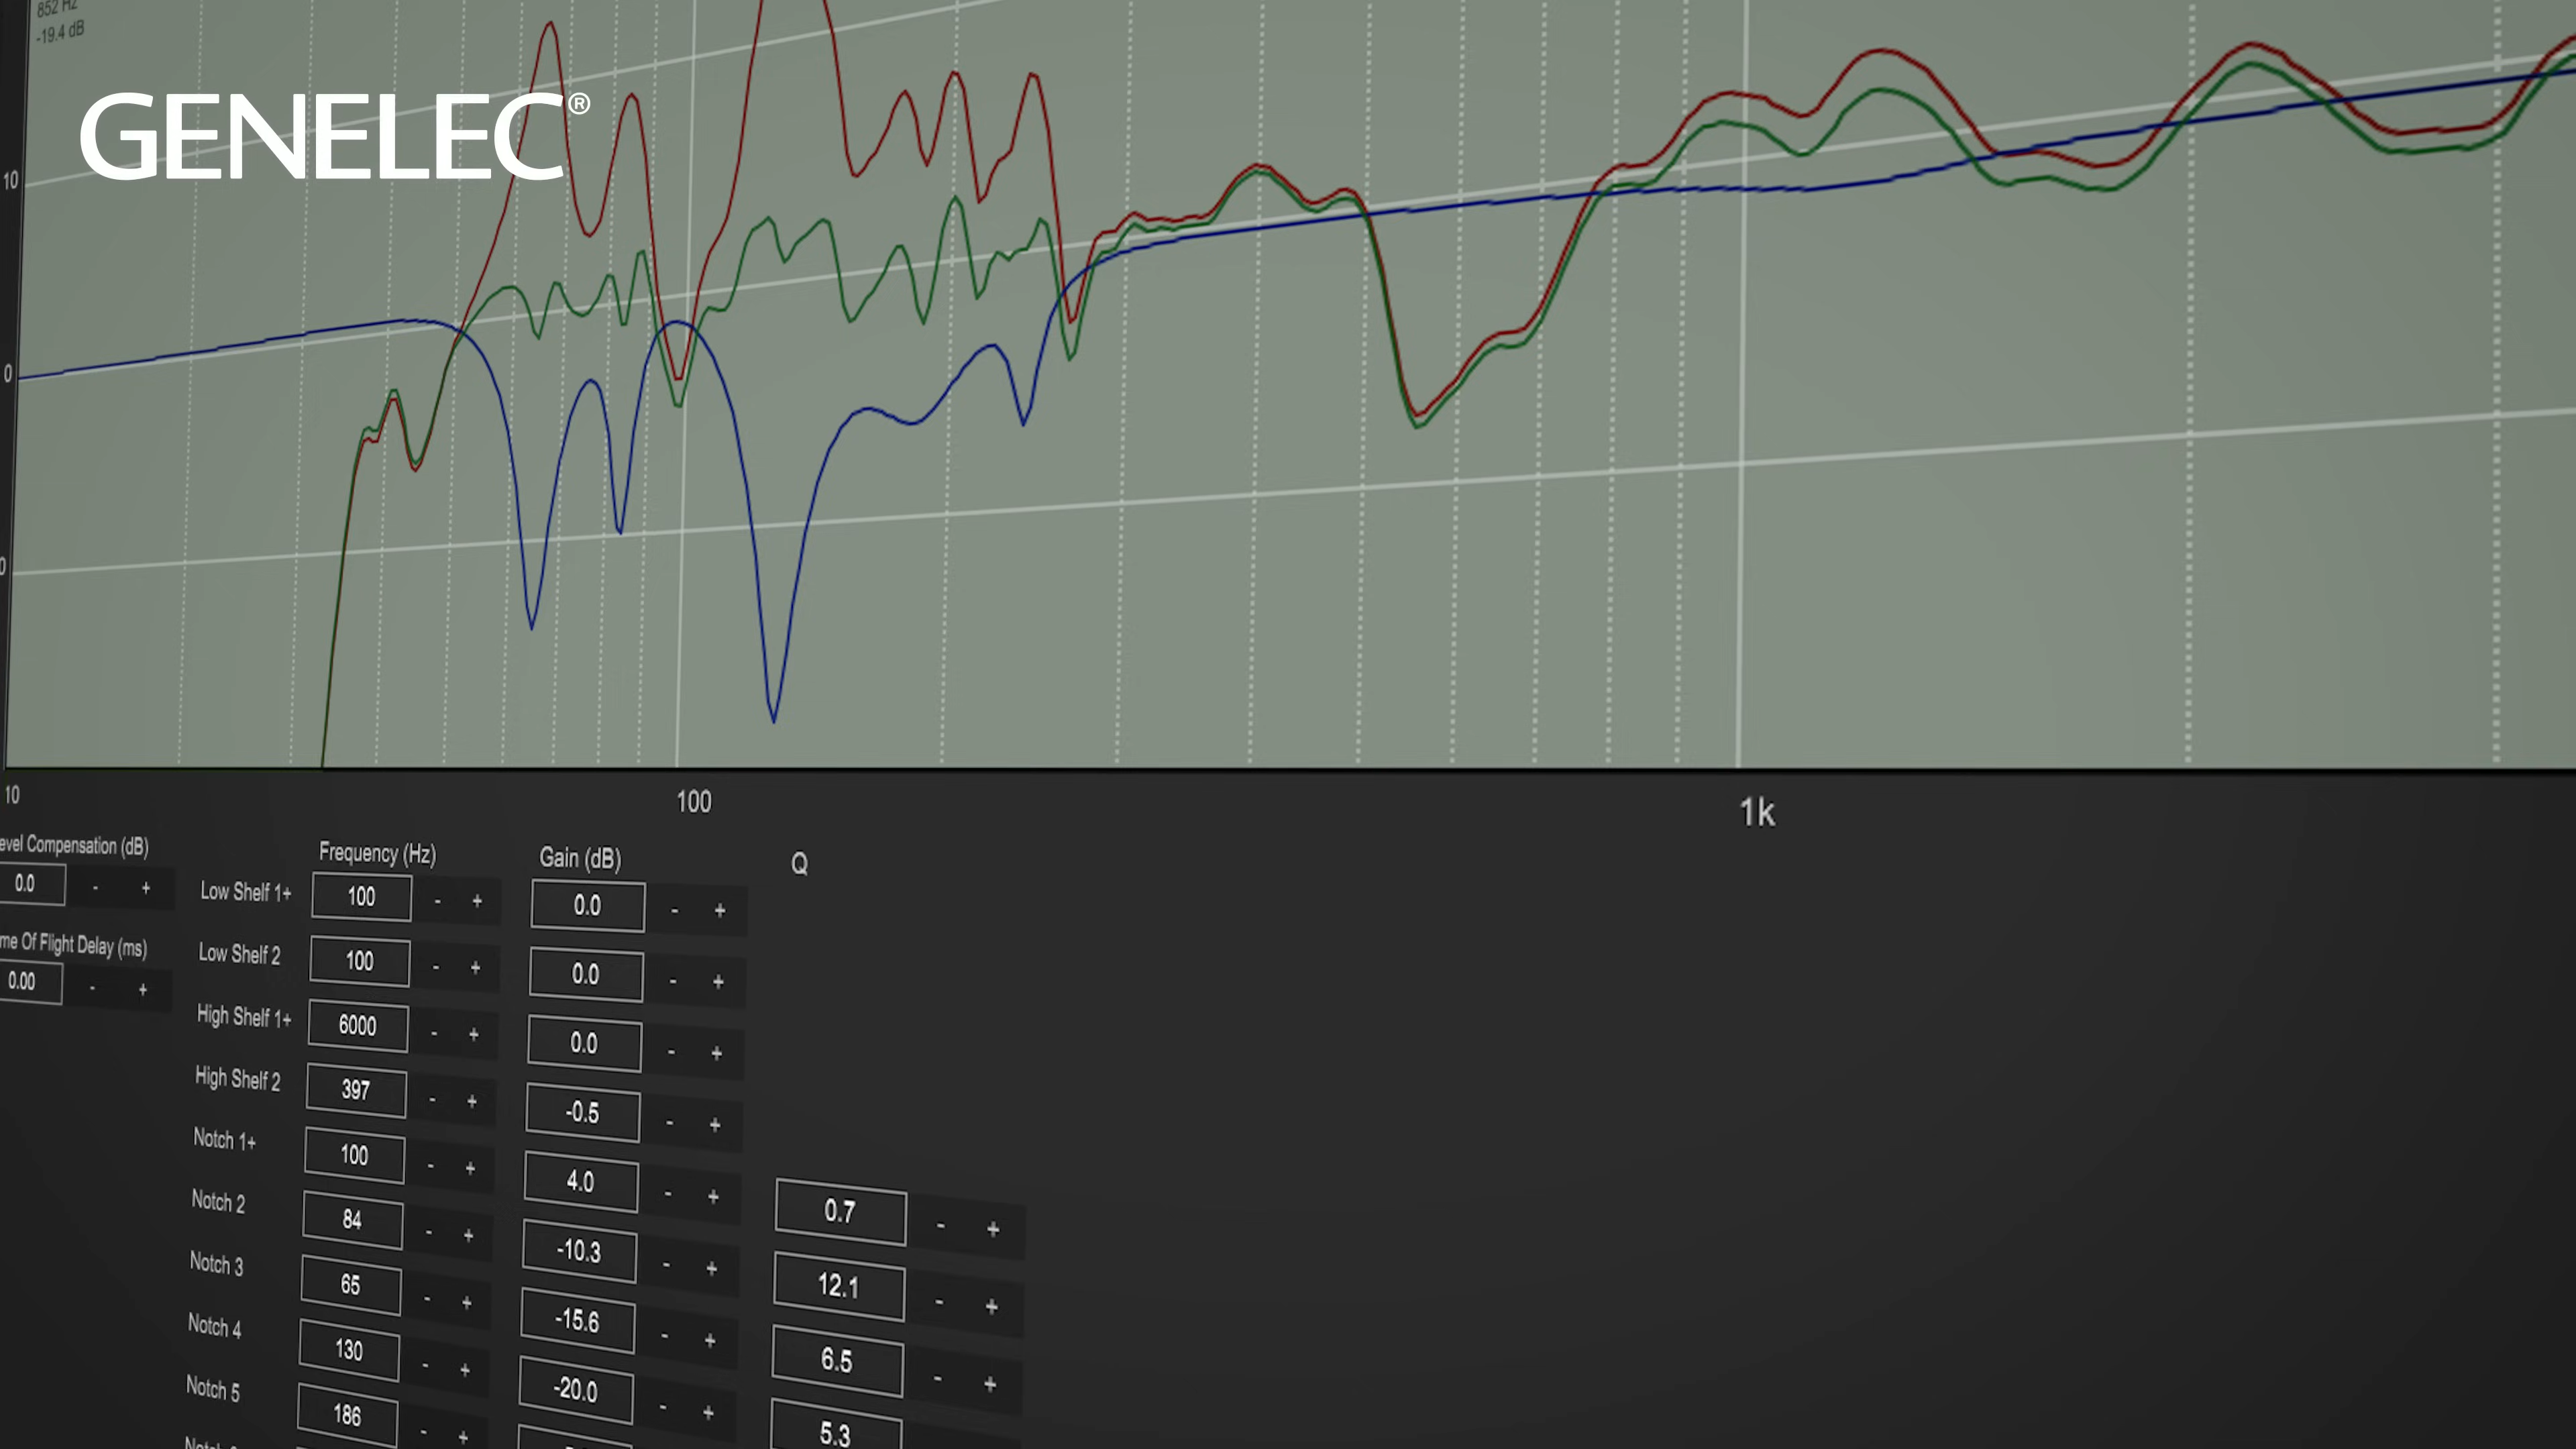 852 Hz
-19.4 dB
GENELEC®
10
0
0
10 100 1k
evel Compensation (dB)
0.0 - +
me Of Flight Delay (ms)
0.00 - +
Frequency (Hz) Gain (dB) Q
Low Shelf 1+ 100 - + 0.0 - +
Low Shelf 2 100 - + 0.0 - +
High Shelf 1+ 6000 - + 0.0 - +
High Shelf 2 397 - + -0.5 - +
Notch 1+ 100 - + 4.0 - + 0.7 - +
Notch 2 84 - + -10.3 - + 12.1 - +
Notch 3 65 - + -15.6 - + 6.5 - +
Notch 4 130 - + -20.0 - + 5.3
Notch 5 186 - +